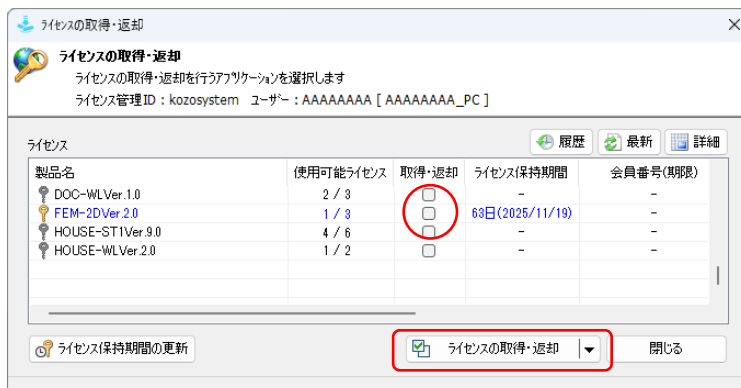 ライセンスの取得・返却
ライセンスの取得・返却
ライセンスの取得・返却を行うアプリケーションを選択します
ライセンス管理ID：kozosystem ユーザー：AAAAAAAA [ AAAAAAAA_PC ]
ライセンス 履歴 最新 詳細
製品名 使用可能ライセンス 取得・返却 ライセンス保持期間 会員番号(期限)
DOC-WLVer.1.0 2 / 3 - -
FEM-2DVer.2.0 1 / 3 63日(2025/11/19) -
HOUSE-ST1Ver.9.0 4 / 6 - -
HOUSE-WLVer.2.0 1 / 2 - -
ライセンス保持期間の更新 ライセンスの取得・返却 閉じる